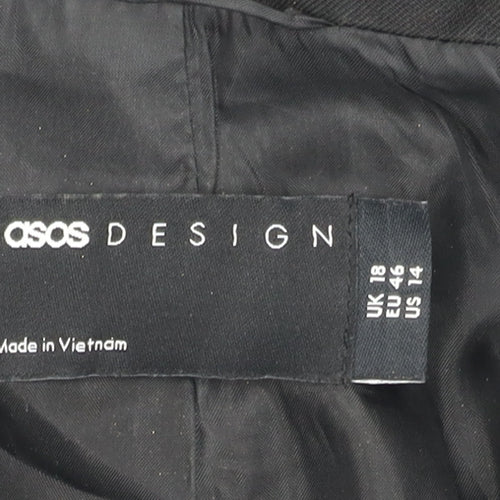 asos DESIGN
Made in Vietnam
UK 18
EU 46
US 14